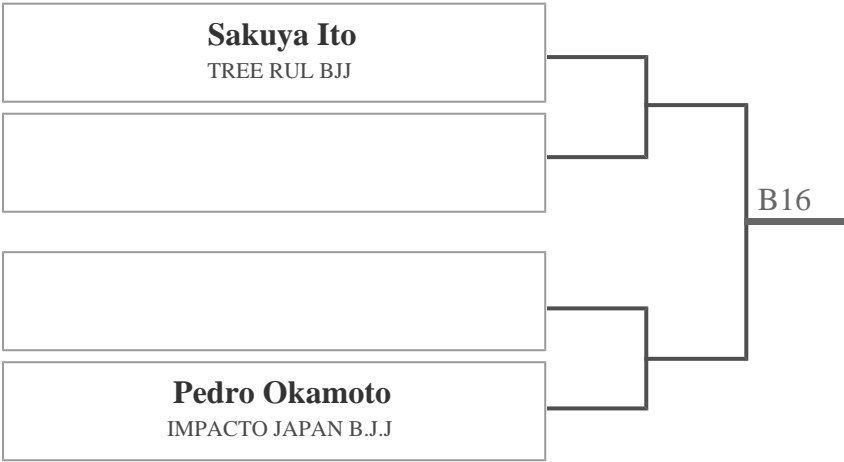 Sakuya Ito
TREE RUL BJJ
B16
Pedro Okamoto
IMPACTO JAPAN B.J.J